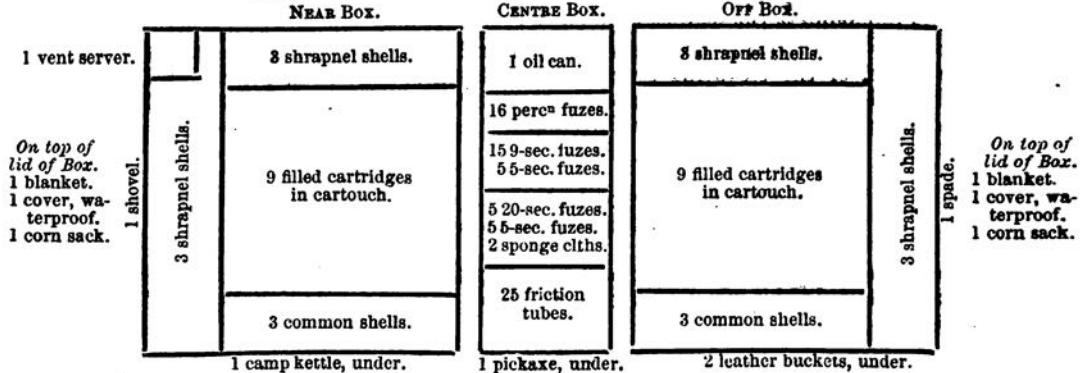 NEAR BOX.
CENTRE BOX.
OFF BOX.
1 vent server.
On top of
lid of Box.
1 blanket.
1 cover, wa-
terproof.
1 corn sack.
1 shovel.
3 shrapnel shells.
3 shrapnel shells.
9 filled cartridges
in cartouch.
3 common shells.
1 camp kettle, under.
1 oil can.
16 percⁿ fuzes.
15 9-sec. fuzes.
5 5-sec. fuzes.
5 20-sec. fuzes.
5 5-sec. fuzes.
2 sponge clths.
25 friction
tubes.
1 pickaxe, under.
3 shrapnel shells.
9 filled cartridges
in cartouch.
3 common shells.
3 shrapnel shells.
1 spade.
2 leather buckets, under.
On top of
lid of Box.
1 blanket.
1 cover, wa-
terproof.
1 corn sack.